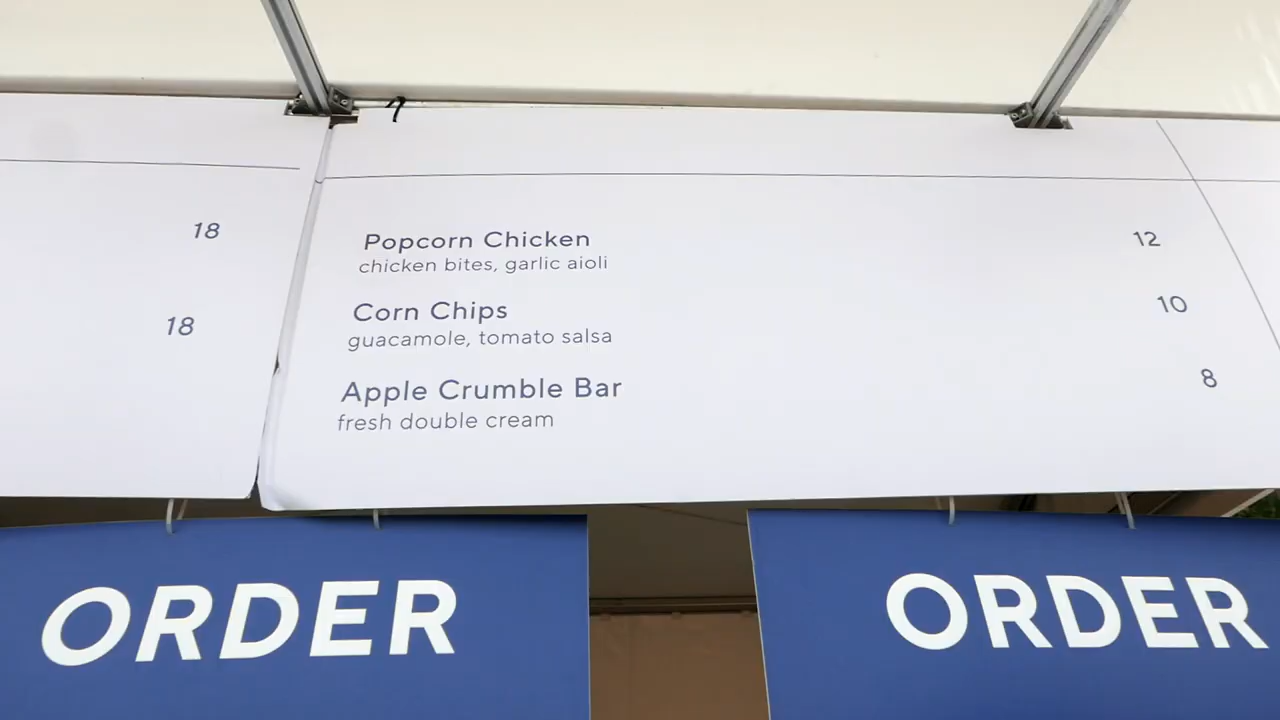 18
18
Popcorn Chicken 12
chicken bites, garlic aioli
Corn Chips 10
guacamole, tomato salsa
Apple Crumble Bar 8
fresh double cream
ORDER
ORDER